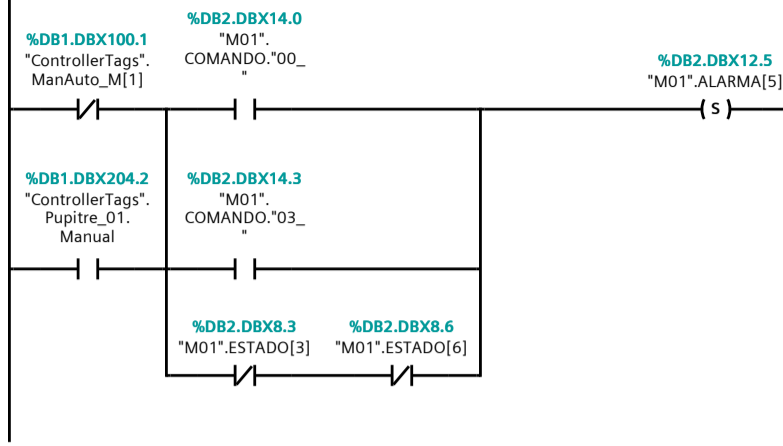 %DB1.DBX100.1
"ControllerTags".
ManAuto_M[1]
%DB2.DBX14.0
"M01".
COMANDO."00_
"
%DB2.DBX12.5
"M01".ALARMA[5]
S
%DB1.DBX204.2
"ControllerTags".
Pupitre_01.
Manual
%DB2.DBX14.3
"M01".
COMANDO."03_
"
%DB2.DBX8.3
"M01".ESTADO[3]
%DB2.DBX8.6
"M01".ESTADO[6]